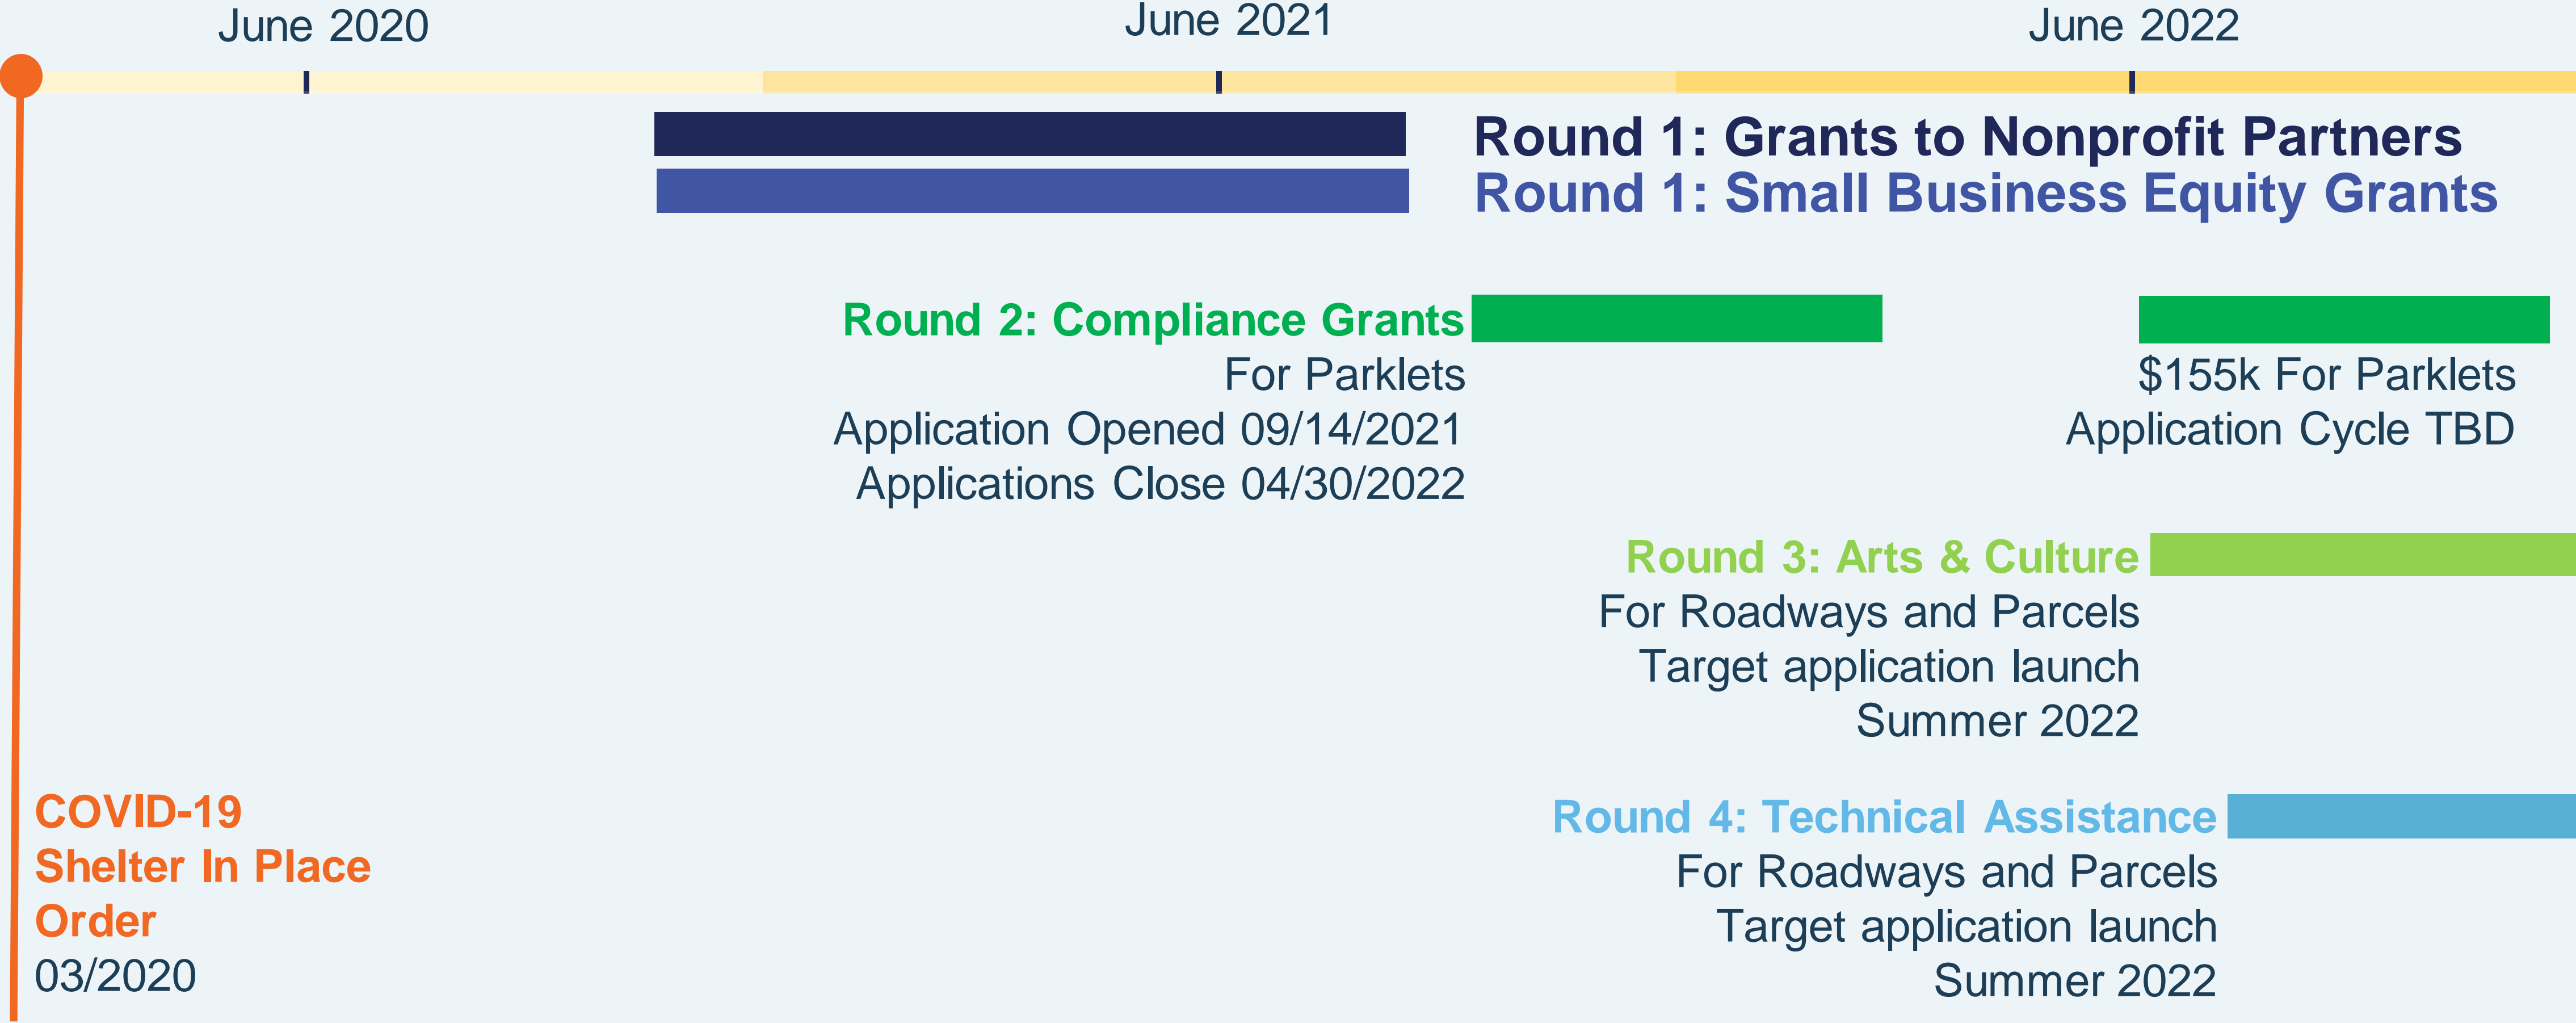 June 2020
June 2021
June 2022
Round 1: Grants to Nonprofit Partners
Round 1: Small Business Equity Grants
Round 2: Compliance Grants
For Parklets
Application Opened 09/14/2021
Applications Close 04/30/2022
$155k For Parklets
Application Cycle TBD
Round 3: Arts & Culture
For Roadways and Parcels
Target application launch
Summer 2022
COVID-19
Shelter In Place
Order
03/2020
Round 4: Technical Assistance
For Roadways and Parcels
Target application launch
Summer 2022